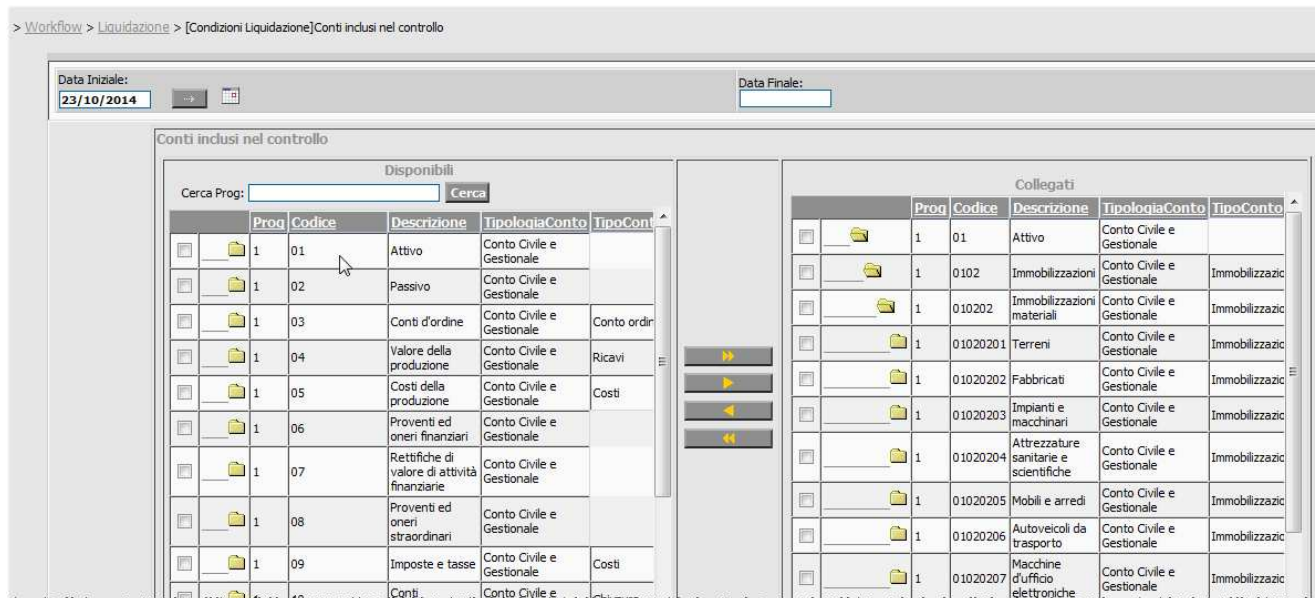 > Workflow > Liquidazione > [Condizioni Liquidazione]Conti inclusi nel controllo
Data Iniziale:
23/10/2014
Data Finale:
Conti inclusi nel controllo
Disponibili
Cerca Prog:
Cerca
Prog Codice Descrizione TipologiaConto TipoCont
1 01 Attivo Conto Civile e Gestionale
1 02 Passivo Conto Civile e Gestionale
1 03 Conti d'ordine Conto Civile e Gestionale Conto ordin
1 04 Valore della produzione Conto Civile e Gestionale Ricavi
1 05 Costi della produzione Conto Civile e Gestionale Costi
1 06 Proventi ed oneri finanziari Conto Civile e Gestionale
1 07 Rettifiche di valore di attività finanziarie Conto Civile e Gestionale
1 08 Proventi ed oneri straordinari Conto Civile e Gestionale
1 09 Imposte e tasse Conto Civile e Gestionale Costi
Conti Conto Civile e
Collegati
Prog Codice Descrizione TipologiaConto TipoConto
1 01 Attivo Conto Civile e Gestionale
1 0102 Immobilizzazioni Conto Civile e Gestionale Immobilizzazio
1 010202 Immobilizzazioni materiali Conto Civile e Gestionale Immobilizzazio
1 01020201 Terreni Conto Civile e Gestionale Immobilizzazio
1 01020202 Fabbricati Conto Civile e Gestionale Immobilizzazio
1 01020203 Impianti e macchinari Conto Civile e Gestionale Immobilizzazio
1 01020204 Attrezzature sanitarie e scientifiche Conto Civile e Gestionale Immobilizzazio
1 01020205 Mobili e arredi Conto Civile e Gestionale Immobilizzazio
1 01020206 Autoveicoli da trasporto Conto Civile e Gestionale Immobilizzazio
1 01020207 Macchine d'ufficio elettroniche Conto Civile e Gestionale Immobilizzazio